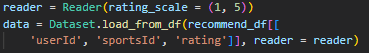 reader = Reader(rating_scale = (1, 5))
data = Dataset.load_from_df(recommend_df[[
    'userId', 'sportsId', 'rating']], reader = reader)